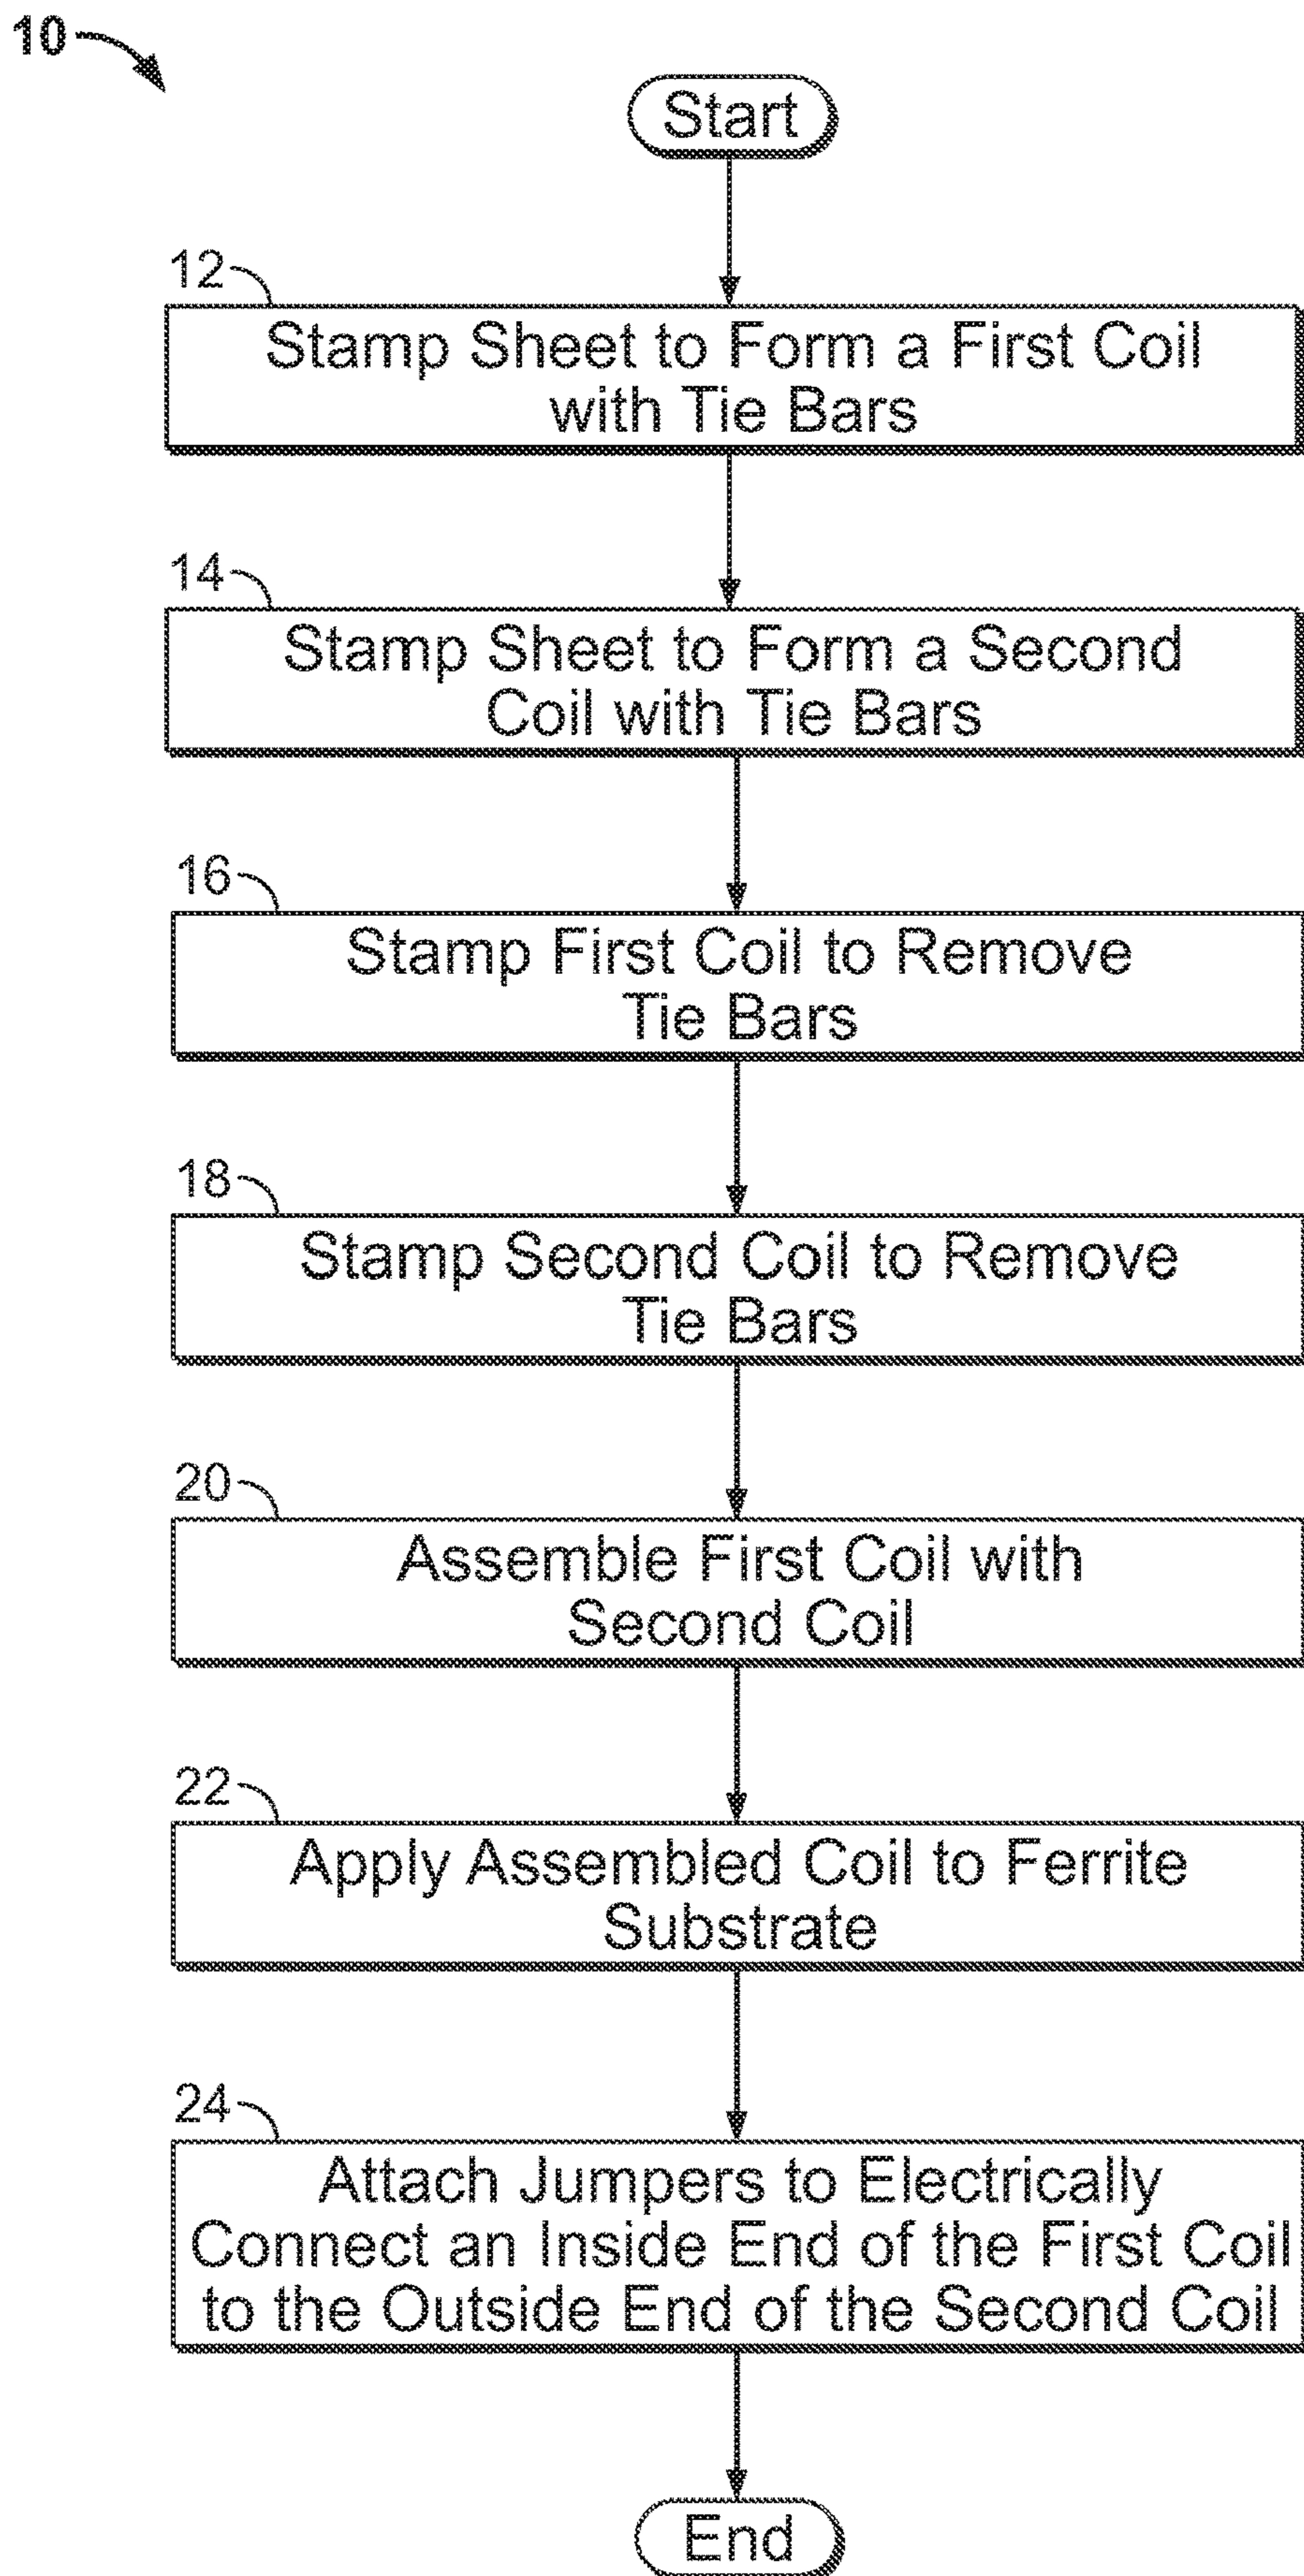 10
Start
12
Stamp Sheet to Form a First Coil
with Tie Bars
14
Stamp Sheet to Form a Second
Coil with Tie Bars
16
Stamp First Coil to Remove
Tie Bars
18
Stamp Second Coil to Remove
Tie Bars
20
Assemble First Coil with
Second Coil
22
Apply Assembled Coil to Ferrite
Substrate
24
Attach Jumpers to Electrically
Connect an Inside End of the First Coil
to the Outside End of the Second Coil
End